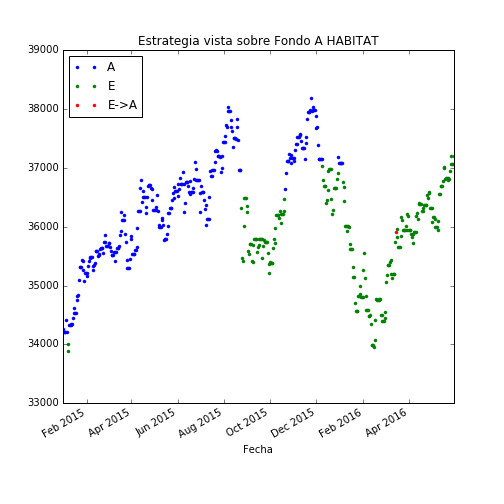 Estrategia vista sobre Fondo A HABITAT
39000
38000
37000
36000
35000
34000
33000
A
E
E->A
Feb 2015
Apr 2015
Jun 2015
Aug 2015
Oct 2015
Dec 2015
Feb 2016
Apr 2016
Fecha